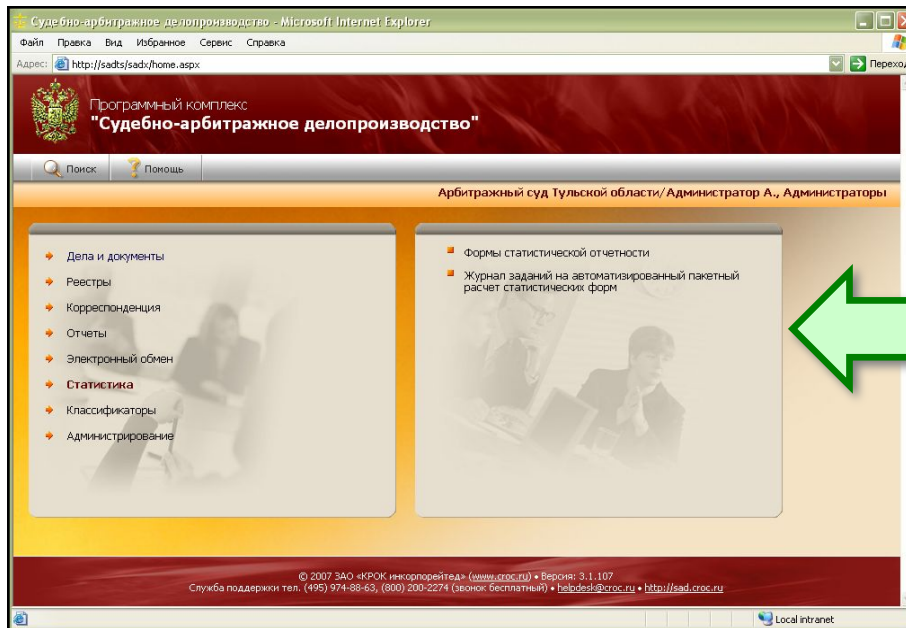 Судебно-арбитражное делопроизводство - Microsoft Internet Explorer
Файл Правка Вид Избранное Сервис Справка
Адрес: http://sadts/sadx/home.aspx Переход
Программный комплекс
"Судебно-арбитражное делопроизводство"
Поиск Помощь
Арбитражный суд Тульской области/Администратор А., Администраторы
Дела и документы
Реестры
Корреспонденция
Отчеты
Электронный обмен
Статистика
Классификаторы
Администрирование
Формы статистической отчетности
Журнал заданий на автоматизированный пакетный
расчет статистических форм
© 2007 ЗАО «КРОК инкорпорейтед» (www.croc.ru) • Версия: 3.1.107
Служба поддержки тел. (495) 974-88-63, (800) 200-2274 (звонок бесплатный) • helpdesk@croc.ru • http://sad.croc.ru
Local intranet